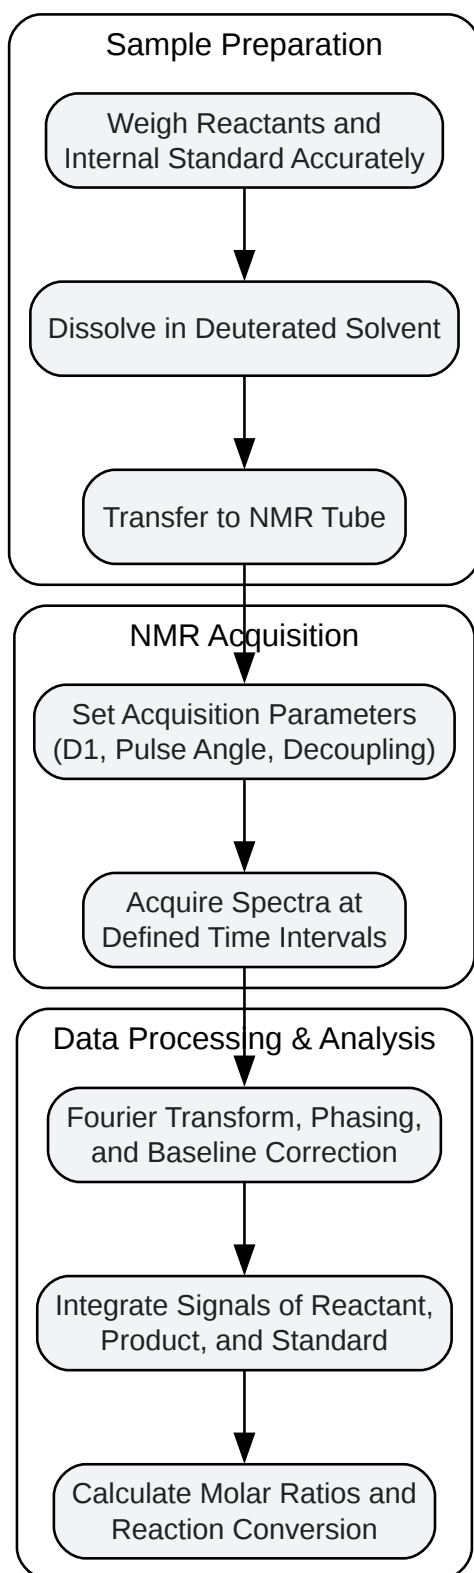 Sample Preparation
Weigh Reactants and
Internal Standard Accurately
Dissolve in Deuterated Solvent
Transfer to NMR Tube
NMR Acquisition
Set Acquisition Parameters
(D1, Pulse Angle, Decoupling)
Acquire Spectra at
Defined Time Intervals
Data Processing & Analysis
Fourier Transform, Phasing,
and Baseline Correction
Integrate Signals of Reactant,
Product, and Standard
Calculate Molar Ratios and
Reaction Conversion